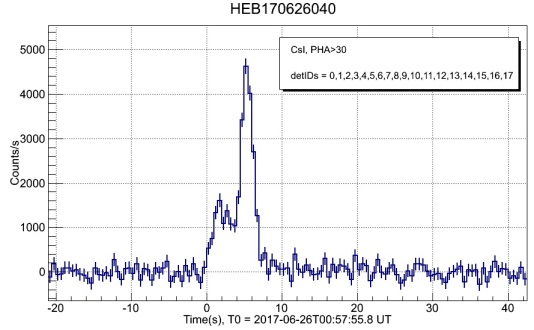 HEB170626040
CsI, PHA>30
detIDs = 0,1,2,3,4,5,6,7,8,9,10,11,12,13,14,15,16,17
5000
4000
3000
2000
1000
0
Counts/s
-20 -10 0 10 20 30 40
Time(s), T0 = 2017-06-26T00:57:55.8 UT